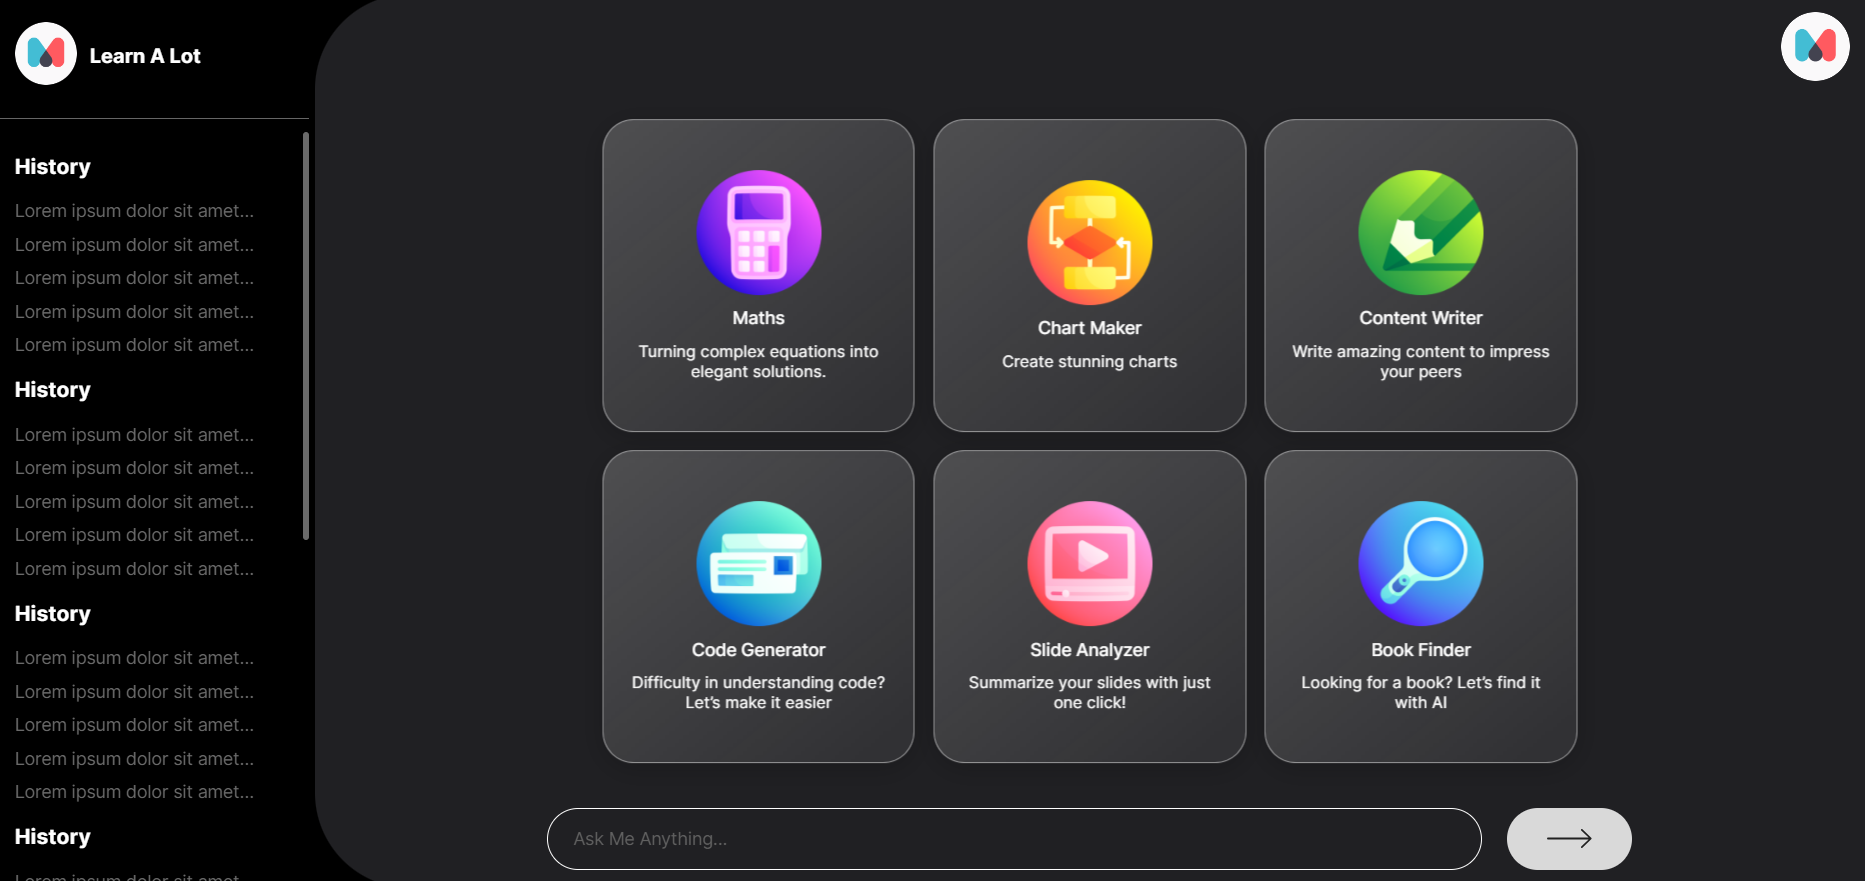 Learn A Lot
History
Lorem ipsum dolor sit amet...
Lorem ipsum dolor sit amet...
Lorem ipsum dolor sit amet...
Lorem ipsum dolor sit amet...
Lorem ipsum dolor sit amet...
History
Lorem ipsum dolor sit amet...
Lorem ipsum dolor sit amet...
Lorem ipsum dolor sit amet...
Lorem ipsum dolor sit amet...
Lorem ipsum dolor sit amet...
History
Lorem ipsum dolor sit amet...
Lorem ipsum dolor sit amet...
Lorem ipsum dolor sit amet...
Lorem ipsum dolor sit amet...
Lorem ipsum dolor sit amet...
History
Lorem ipsum dolor sit amet...
Maths
Turning complex equations into
elegant solutions.
Chart Maker
Create stunning charts
Content Writer
Write amazing content to impress
your peers
Code Generator
Difficulty in understanding code?
Let’s make it easier
Slide Analyzer
Summarize your slides with just
one click!
Book Finder
Looking for a book? Let’s find it
with AI
Ask Me Anything...